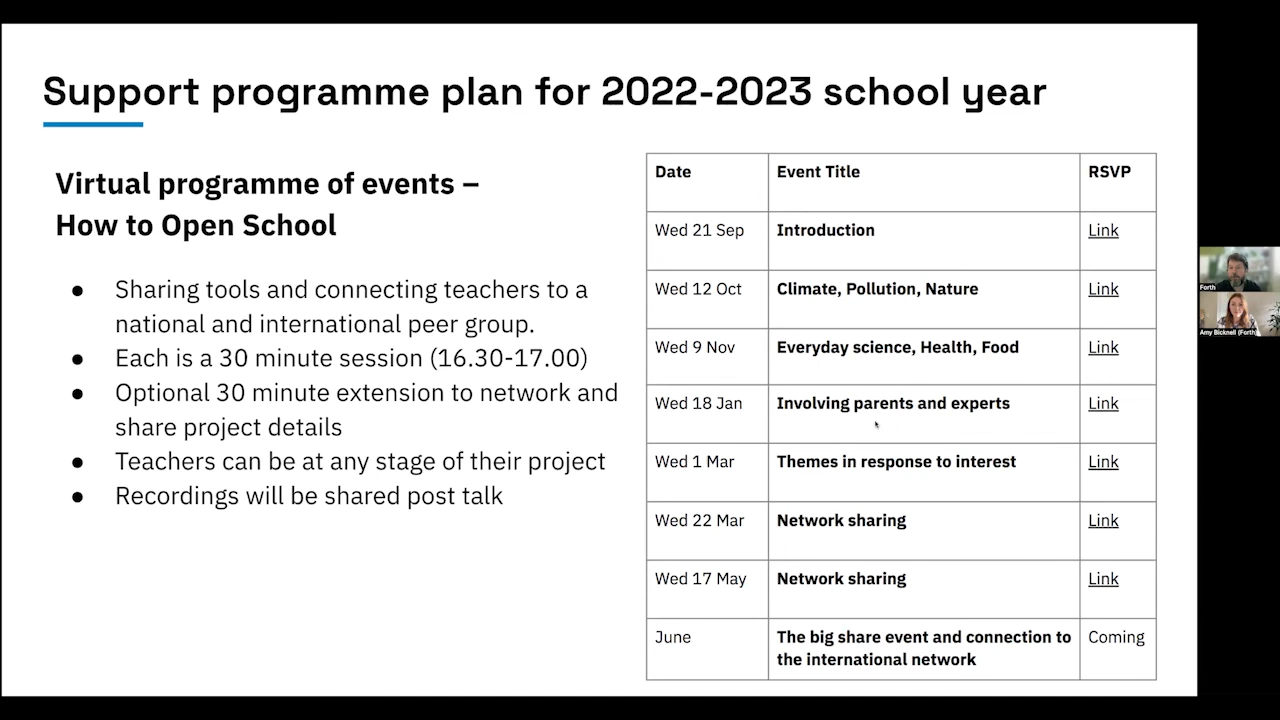 Support programme plan for 2022-2023 school year
Virtual programme of events –
How to Open School
● Sharing tools and connecting teachers to a
national and international peer group.
● Each is a 30 minute session (16.30-17.00)
● Optional 30 minute extension to network and
share project details
● Teachers can be at any stage of their project
● Recordings will be shared post talk
Date Event Title RSVP
Wed 21 Sep Introduction Link
Wed 12 Oct Climate, Pollution, Nature Link
Wed 9 Nov Everyday science, Health, Food Link
Wed 18 Jan Involving parents and experts Link
Wed 1 Mar Themes in response to interest Link
Wed 22 Mar Network sharing Link
Wed 17 May Network sharing Link
June The big share event and connection to Coming
the international network
Forth
Amy Bicknell (Forth)